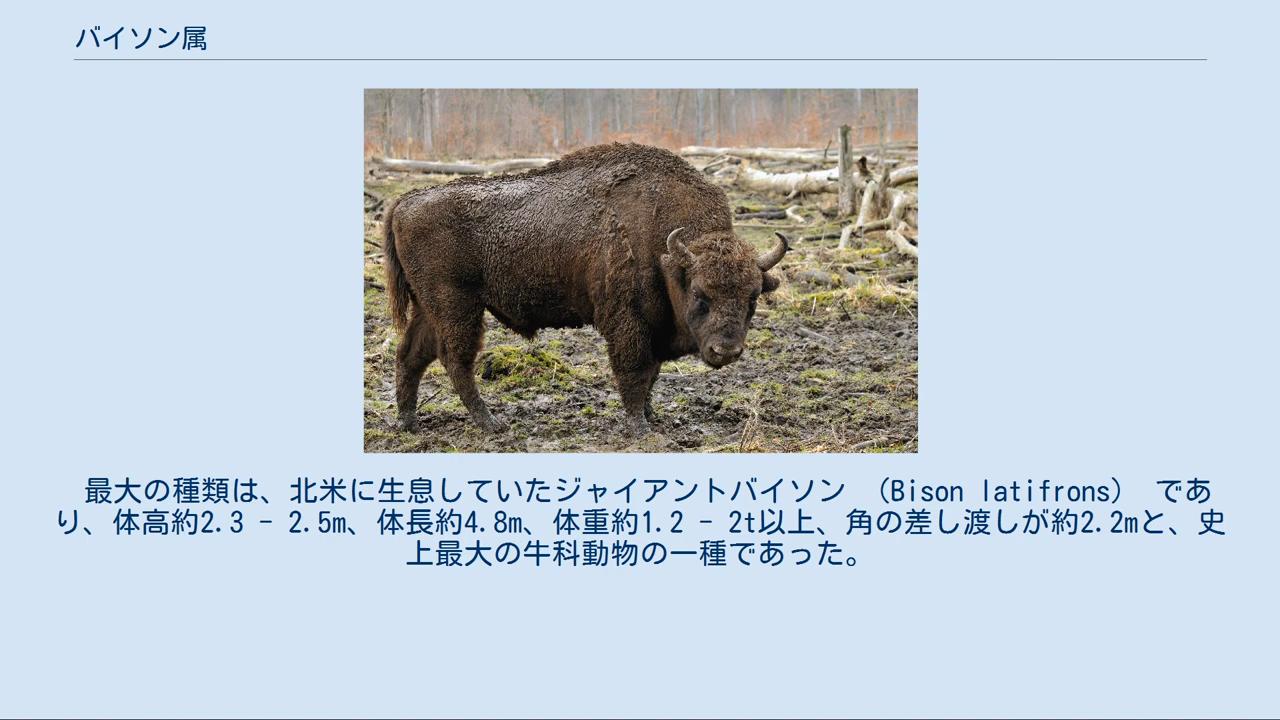 バイソン属
最大の種類は、北米に生息していたジャイアントバイソン （Bison latifrons） であ
り、体高約2.3 - 2.5m、体長約4.8m、体重約1.2 - 2t以上、角の差し渡しが約2.2mと、史
上最大の牛科動物の一種であった。